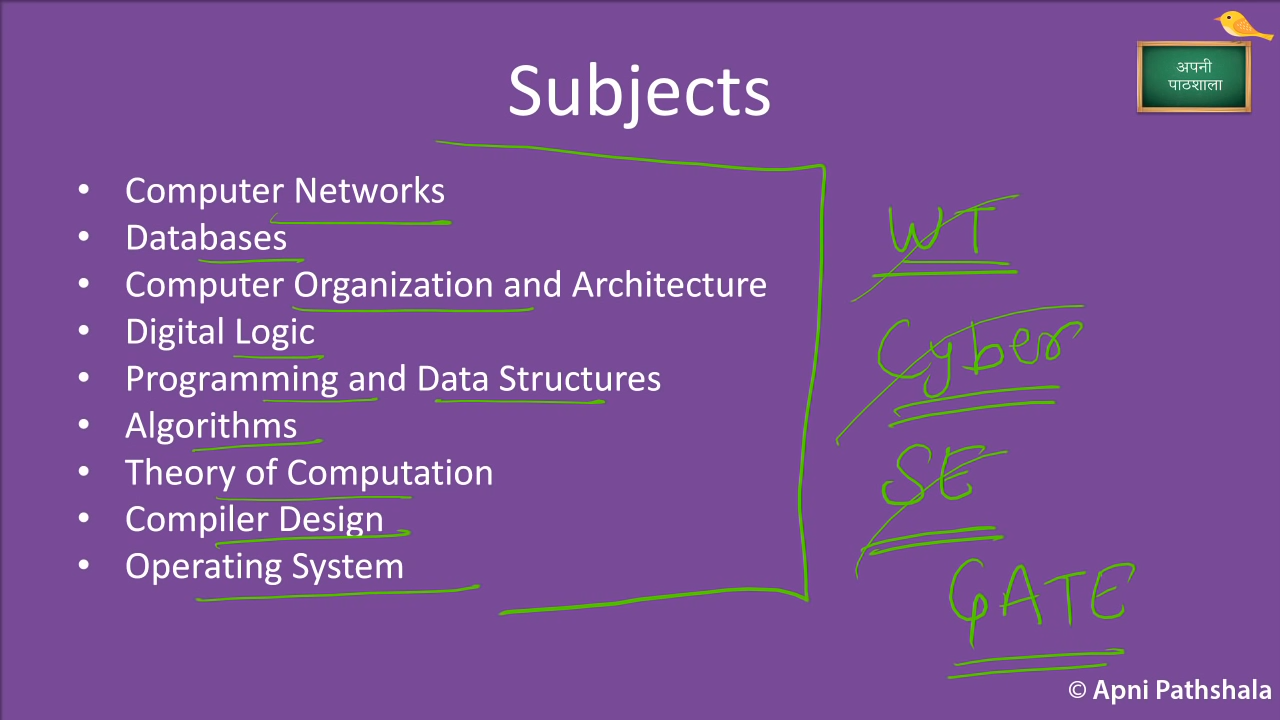 अपनी
पाठशाला
Subjects
• Computer Networks
• Databases
• Computer Organization and Architecture
• Digital Logic
• Programming and Data Structures
• Algorithms
• Theory of Computation
• Compiler Design
• Operating System
WT
Cyber
SE
GATE
© Apni Pathshala